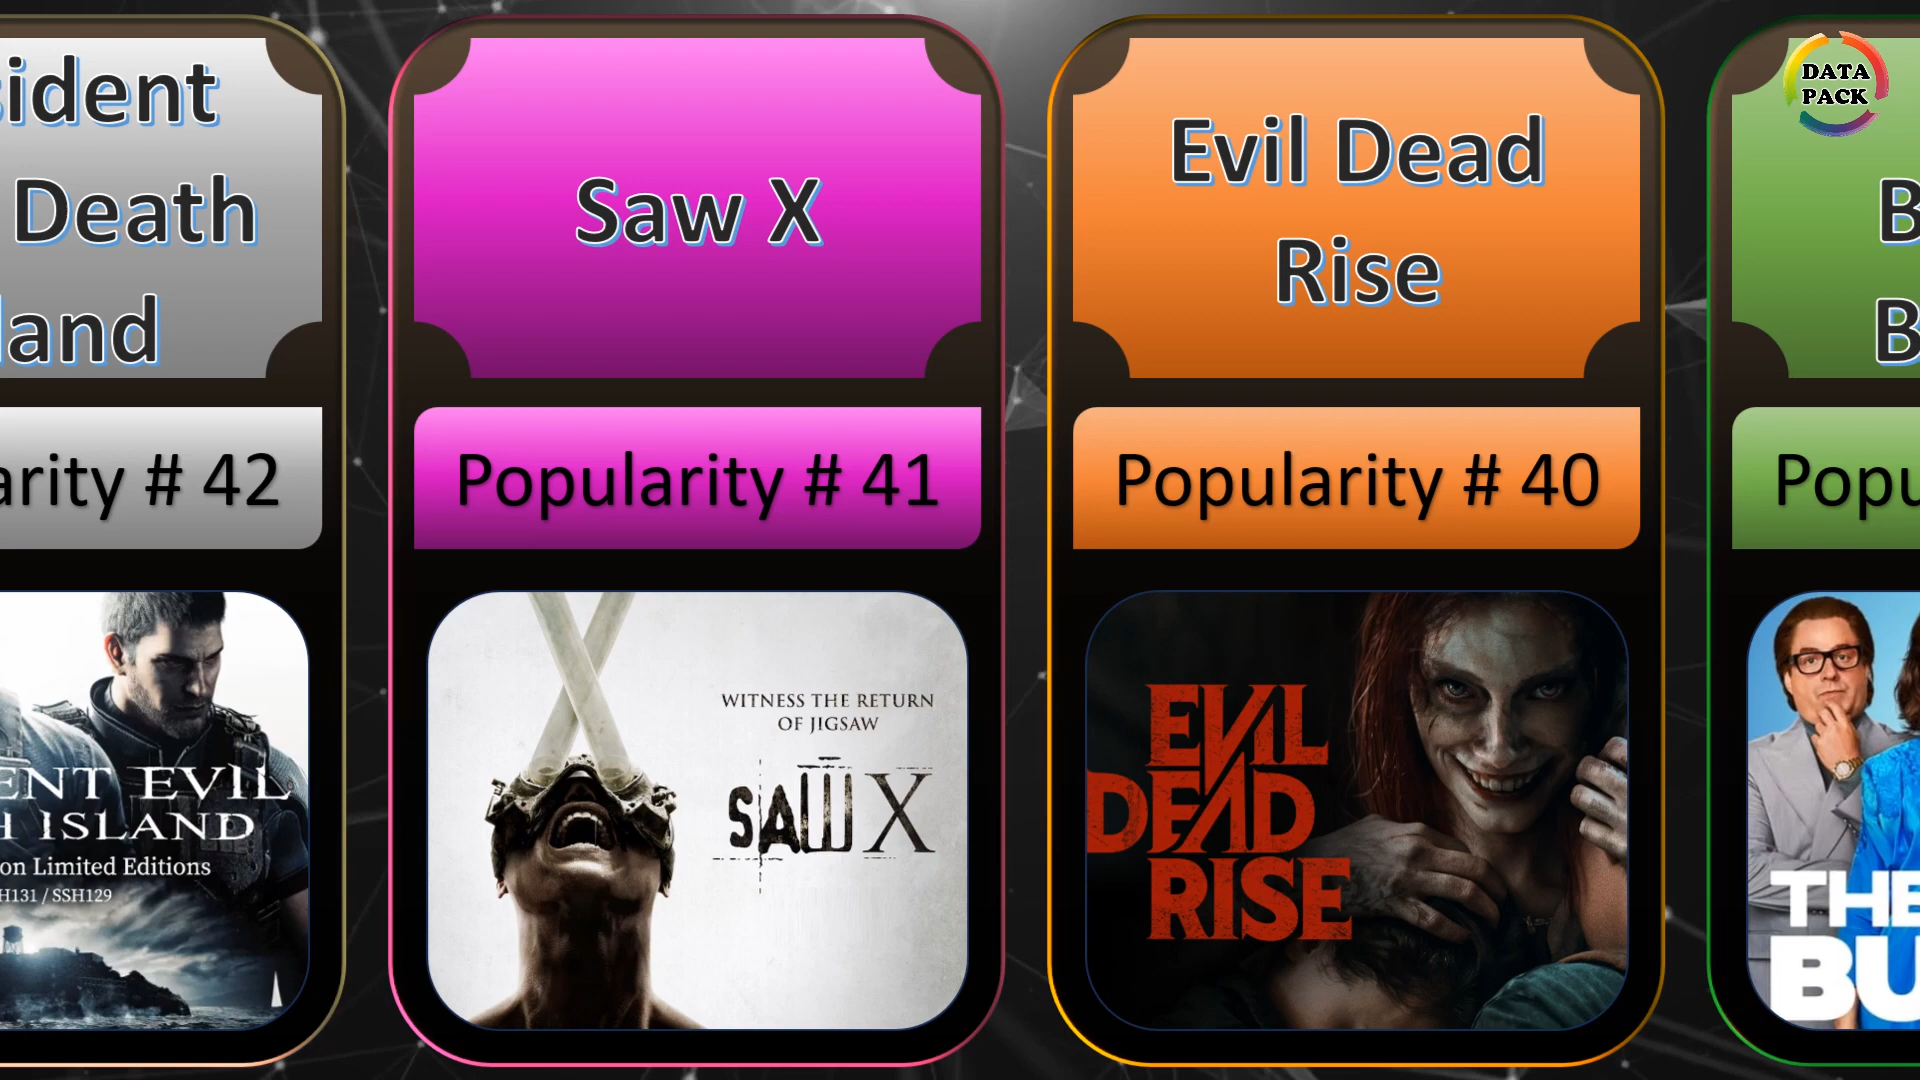 sident
Death
land
arity # 42
ENT EVIL
H ISLAND
on Limited Editions
H131 / SSH129
Saw X
Popularity # 41
WITNESS THE RETURN
OF JIGSAW
SAW X
Evil Dead
Rise
Popularity # 40
EVIL
DEAD
RISE
DATA
PACK
B
B
Popu
THE
BU